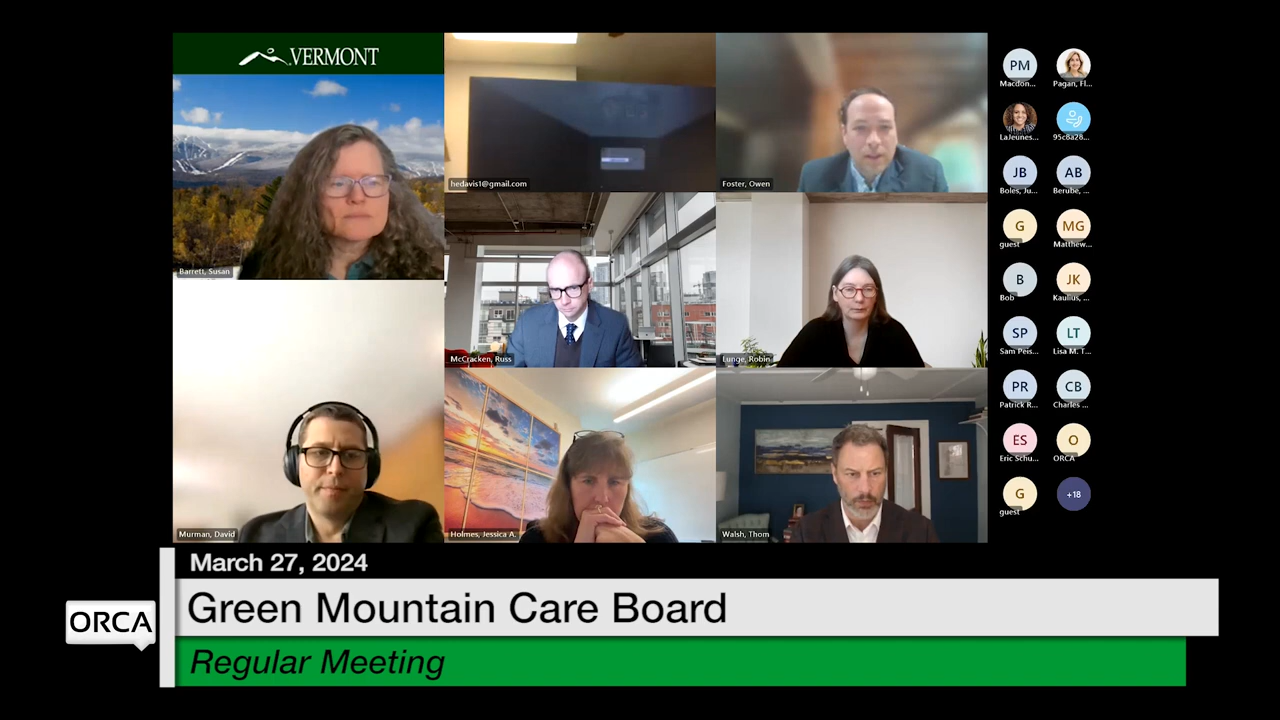 VERMONT
Barrett, Susan
hedavis1@gmail.com
Foster, Owen
McCracken, Russ
Lunge, Robin
Murman, David
Holmes, Jessica A.
Walsh, Thom
PM
Macdon...
Pagan, Fl...
LaJeunes...
95c8a28...
JB
Boles, Ju...
AB
Berube, ...
G
guest
MG
Matthew...
B
Bob
JK
Kaulius, ...
SP
Sam Peis...
LT
Lisa M. T...
PR
Patrick R...
CB
Charles ...
ES
Eric Schu...
O
ORCA
G
guest
+18
March 27, 2024
ORCA
Green Mountain Care Board
Regular Meeting